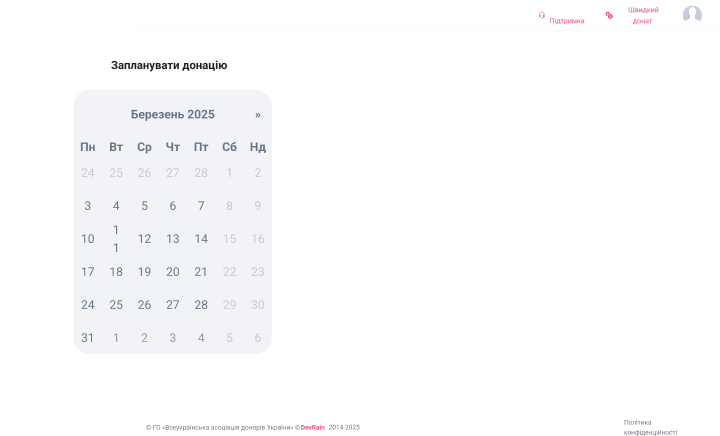 Підтримка
Швидкий
донат
Запланувати донацію
Березень 2025 »
Пн Вт Ср Чт Пт Сб Нд
24 25 26 27 28 1 2
3 4 5 6 7 8 9
10 11 12 13 14 15 16
17 18 19 20 21 22 23
24 25 26 27 28 29 30
31 1 2 3 4 5 6
© ГО «Всеукраїнська асоціація донорів України» ©DevRain 2014-2025
Політика
конфіденційності